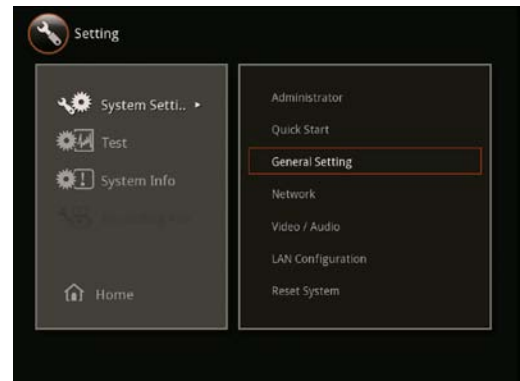 Setting
System Setti..
Test
System Info
Home
Administrator
Quick Start
General Setting
Network
Video / Audio
LAN Configuration
Reset System